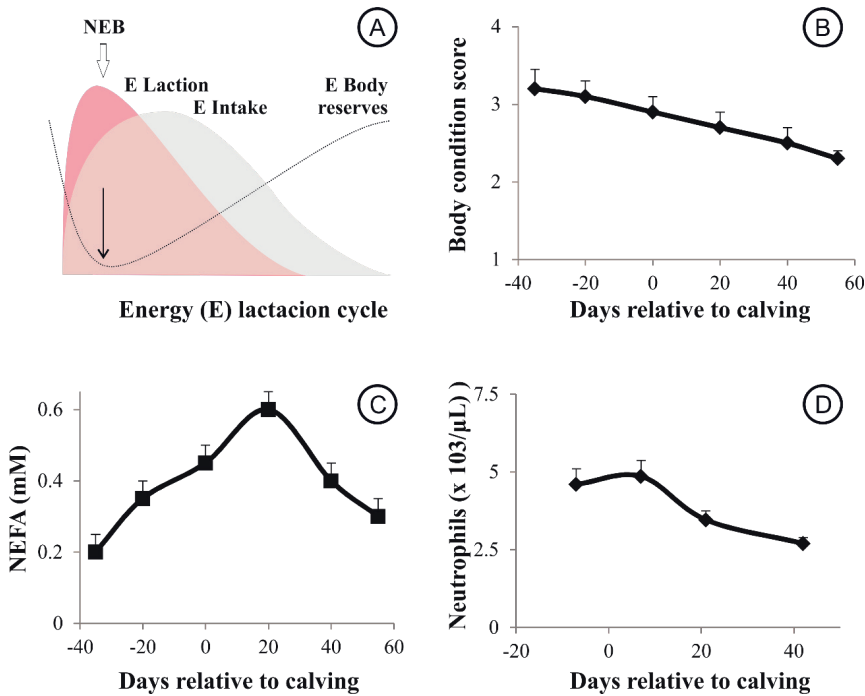 A
NEB
E Laction
E Intake
E Body
reserves
Energy (E) lactacion cycle
B
Body condition score
4
3
2
1
-40 -20 0 20 40 60
Days relative to calving
C
NEFA (mM)
0.6
0.4
0.2
0
-40 -20 0 20 40 60
Days relative to calving
D
Neutrophils (x 103/µL) )
7.5
5
2.5
0
-20 0 20 40
Days relative to calving